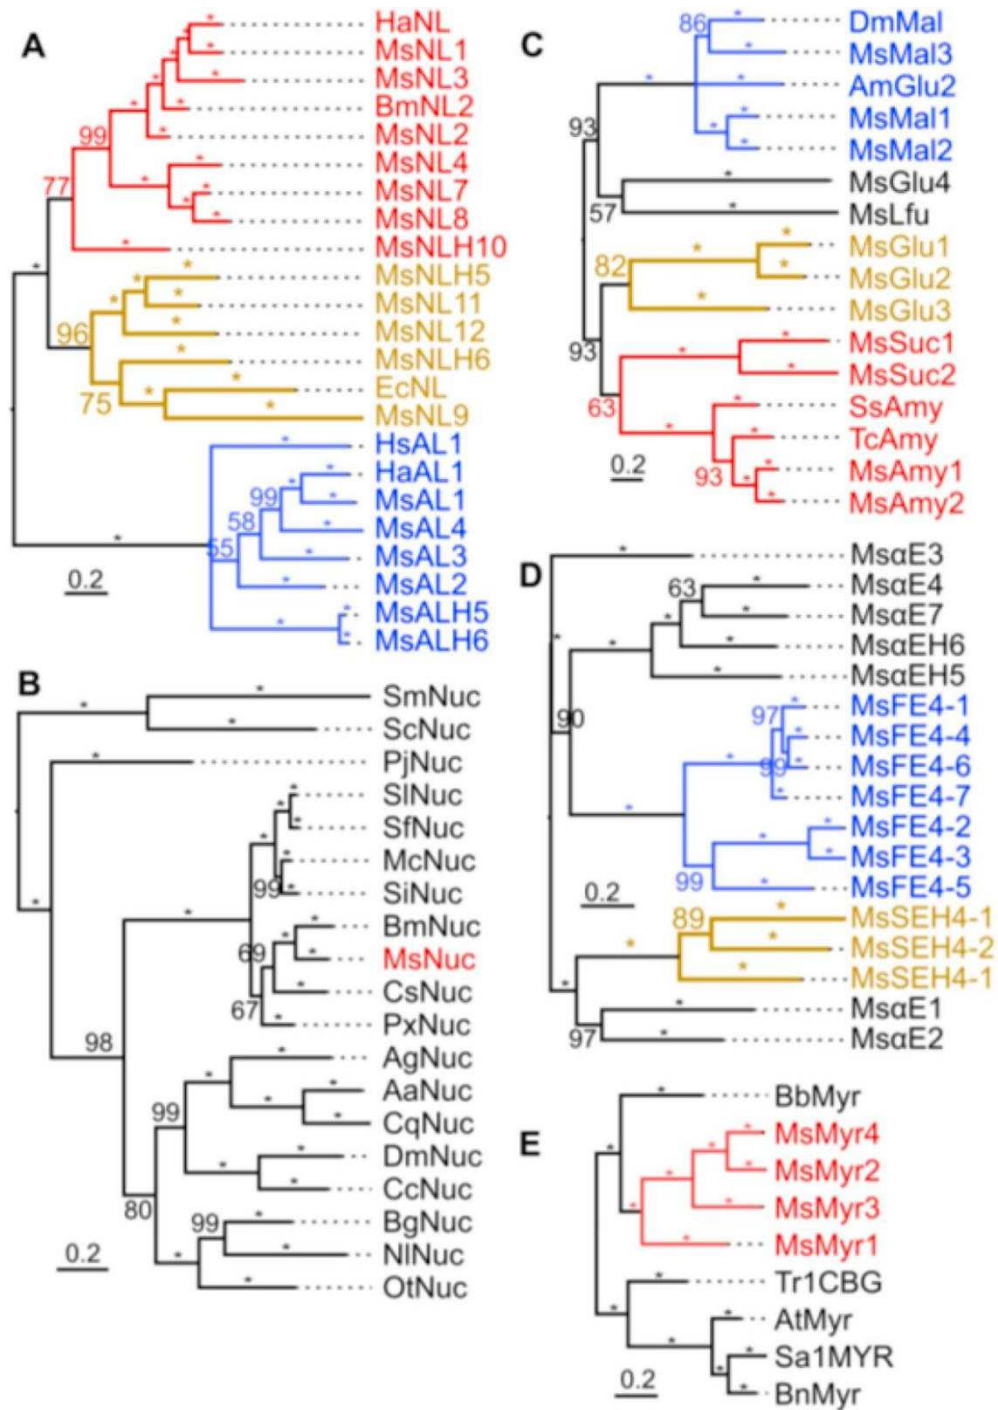 A
HaNL
MsNL1
MsNL3
BmNL2
MsNL2
99
MsNL4
77
MsNL7
MsNL8
MsNLH10
MsNLH5
MsNL11
MsNL12
96
MsNLH6
EcNL
75
MsNL9
HsAL1
HaAL1
99
MsAL1
58
MsAL4
55
MsAL3
0.2
MsAL2
MsALH5
MsALH6
B
SmNuc
ScNuc
PjNuc
SlNuc
SfNuc
McNuc
99
SiNuc
BmNuc
69
MsNuc
CsNuc
67
PxNuc
98
AgNuc
AaNuc
99
CqNuc
DmNuc
CcNuc
80
BgNuc
99
0.2
NlNuc
OtNuc
C
86
DmMal
MsMal3
AmGlu2
MsMal1
93
MsMal2
MsGlu4
57
MsLfu
MsGlu1
82
MsGlu2
MsGlu3
93
MsSuc1
MsSuc2
63
SsAmy
TcAmy
0.2
93
MsAmy1
MsAmy2
D
MsαE3
63
MsαE4
MsαE7
MsαEH6
MsαEH5
90
97
MsFE4-1
MsFE4-4
99
MsFE4-6
MsFE4-7
MsFE4-2
MsFE4-3
0.2
99
MsFE4-5
89
MsSEH4-1
MsSEH4-2
MsSEH4-1
MsαE1
97
MsαE2
E
BbMyr
MsMyr4
MsMyr2
MsMyr3
MsMyr1
Tr1CBG
AtMyr
Sa1MYR
0.2
BnMyr